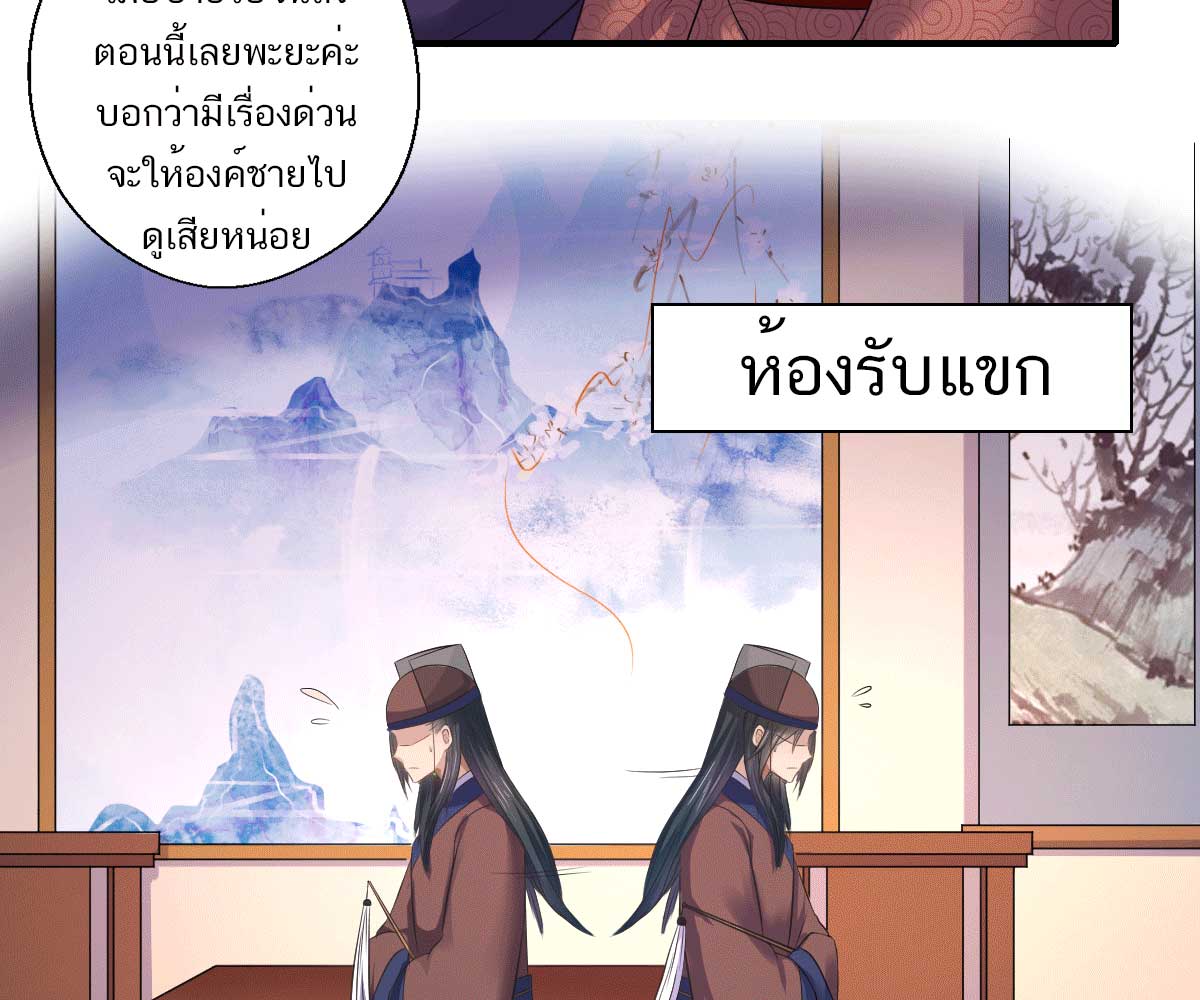 ตอนนี้เลยพะยะค่ะ
บอกว่ามีเรื่องด่วน
จะให้องค์ชายไป
ดูเสียหน่อย
ห้องรับแขก